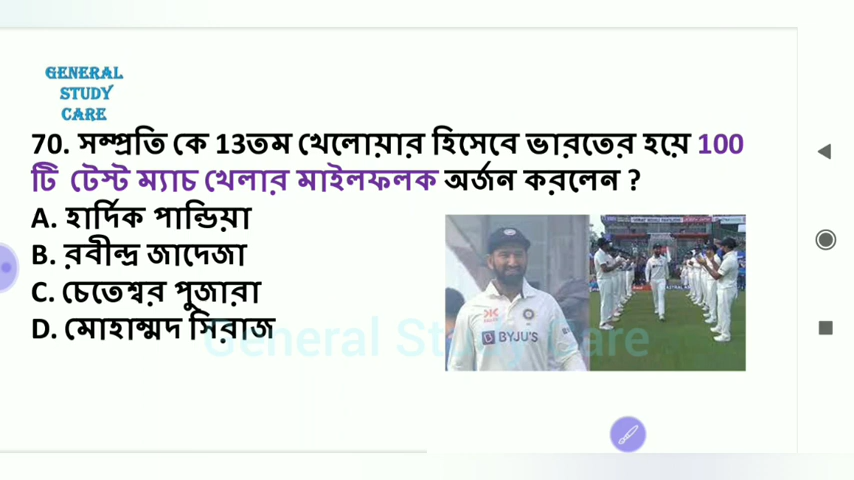 GENERAL
STUDY
CARE
70. সম্প্রতি কে 13তম খেলোয়ার হিসেবে ভারতের হয়ে 100
টি টেস্ট ম্যাচ খেলার মাইলফলক অর্জন করলেন ?
A. হার্দিক পান্ডিয়া
B. রবীন্দ্র জাদেজা
C. চেতেশ্বর পুজারা
D. মোহাম্মদ সিরাজ
BYJU'S
General Study Care